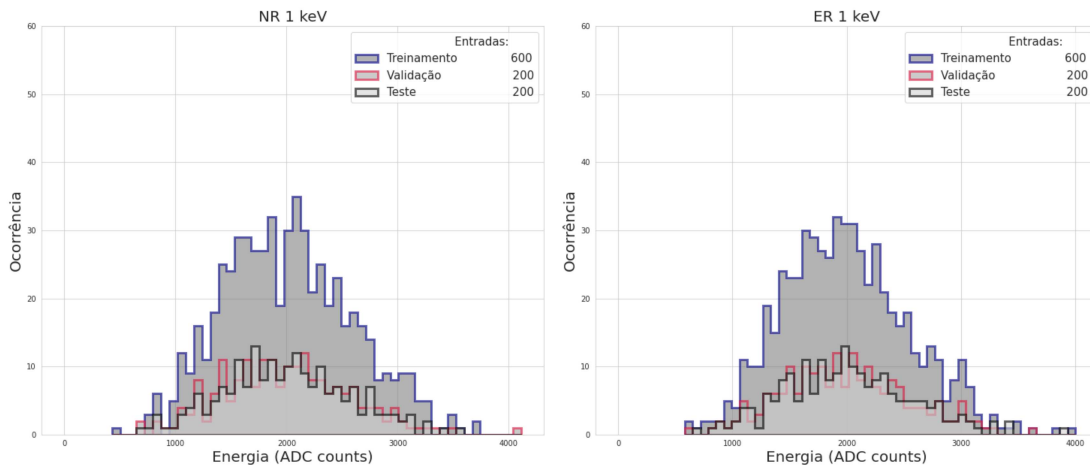 NR 1 keV
60
50
40
30
20
10
0
Ocorrência
Entradas:
Treinamento 600
Validação 200
Teste 200
0 1000 2000 3000 4000
Energia (ADC counts)
ER 1 keV
60
50
40
30
20
10
0
Ocorrência
Entradas:
Treinamento 600
Validação 200
Teste 200
0 1000 2000 3000 4000
Energia (ADC counts)